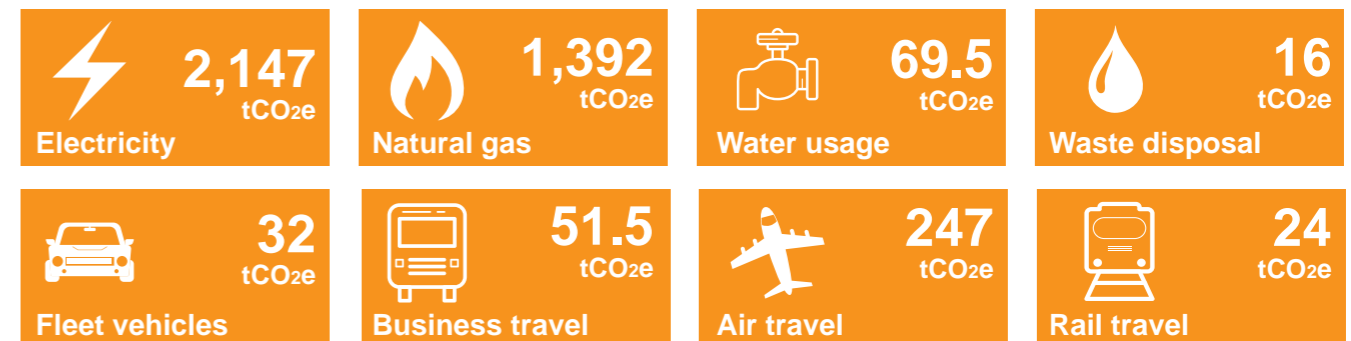 2,147
tCO2e
Electricity
1,392
tCO2e
Natural gas
69.5
tCO2e
Water usage
16
tCO2e
Waste disposal
32
tCO2e
Fleet vehicles
51.5
tCO2e
Business travel
247
tCO2e
Air travel
24
tCO2e
Rail travel